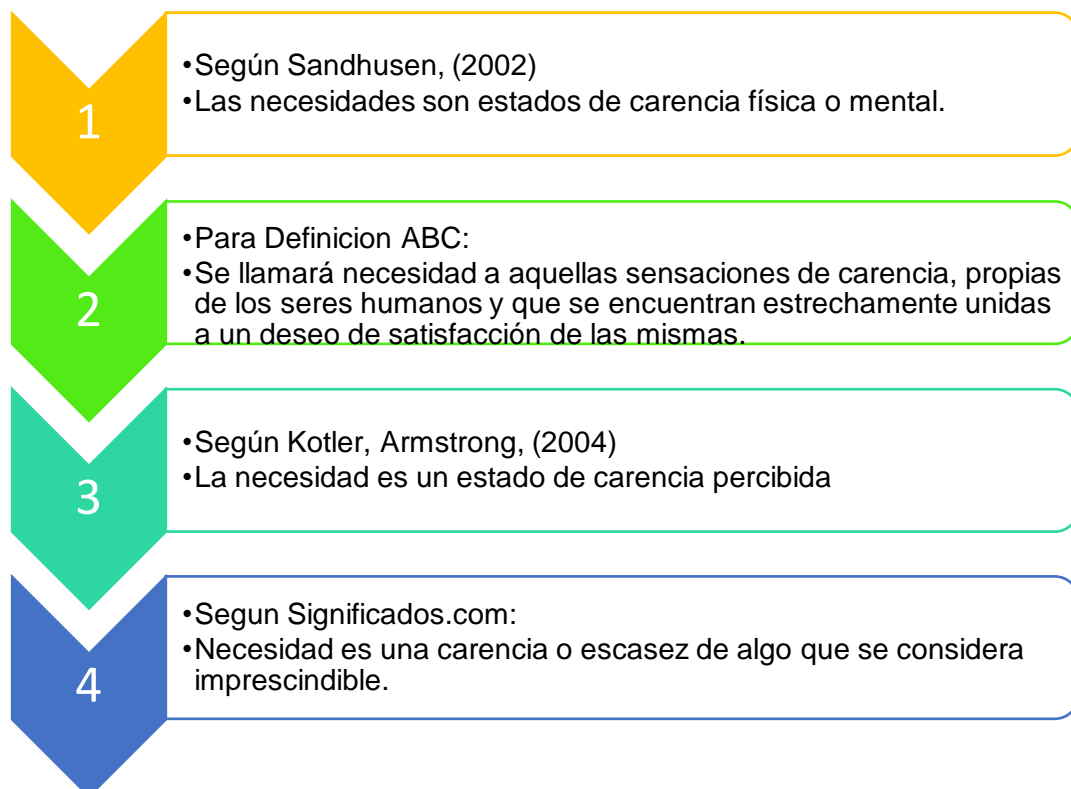 1
•Según Sandhusen, (2002)
•Las necesidades son estados de carencia física o mental.
2
•Para Definicion ABC:
•Se llamará necesidad a aquellas sensaciones de carencia, propias
de los seres humanos y que se encuentran estrechamente unidas
a un deseo de satisfacción de las mismas.
3
•Según Kotler, Armstrong, (2004)
•La necesidad es un estado de carencia percibida
4
•Segun Significados.com:
•Necesidad es una carencia o escasez de algo que se considera
imprescindible.